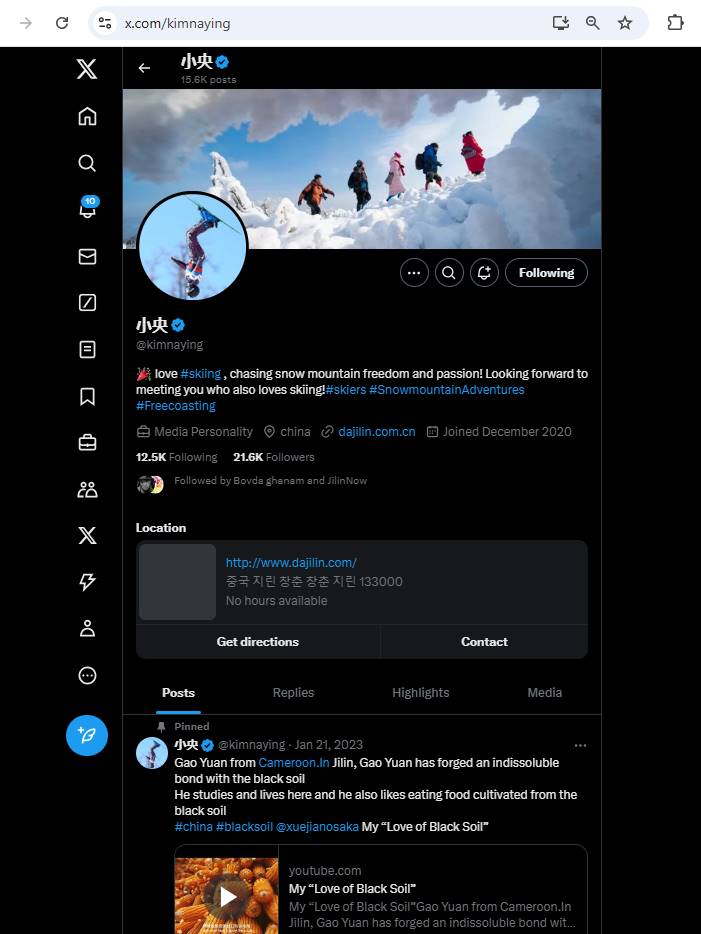 x.com/kimnaying
小央
15.6K posts
10
Following
小央
@kimnaying
love #skiing , chasing snow mountain freedom and passion! Looking forward to
meeting you who also loves skiing!#skiers #SnowmountainAdventures
#Freecoasting
Media Personality china dajilin.com.cn Joined December 2020
12.5K Following 21.6K Followers
Followed by Bovda ghanam and JilinNow
Location
http://www.dajilin.com/
중국 지린 창춘 창춘 지린 133000
No hours available
Get directions Contact
Posts Replies Highlights Media
Pinned
小央 @kimnaying · Jan 21, 2023
Gao Yuan from Cameroon.In Jilin, Gao Yuan has forged an indissoluble
bond with the black soil
He studies and lives here and he also likes eating food cultivated from the
black soil
#china #blacksoil @xuejianosaka My “Love of Black Soil”
youtube.com
My “Love of Black Soil”
My “Love of Black Soil”Gao Yuan from Cameroon.In
Jilin, Gao Yuan has forged an indissoluble bond wit...